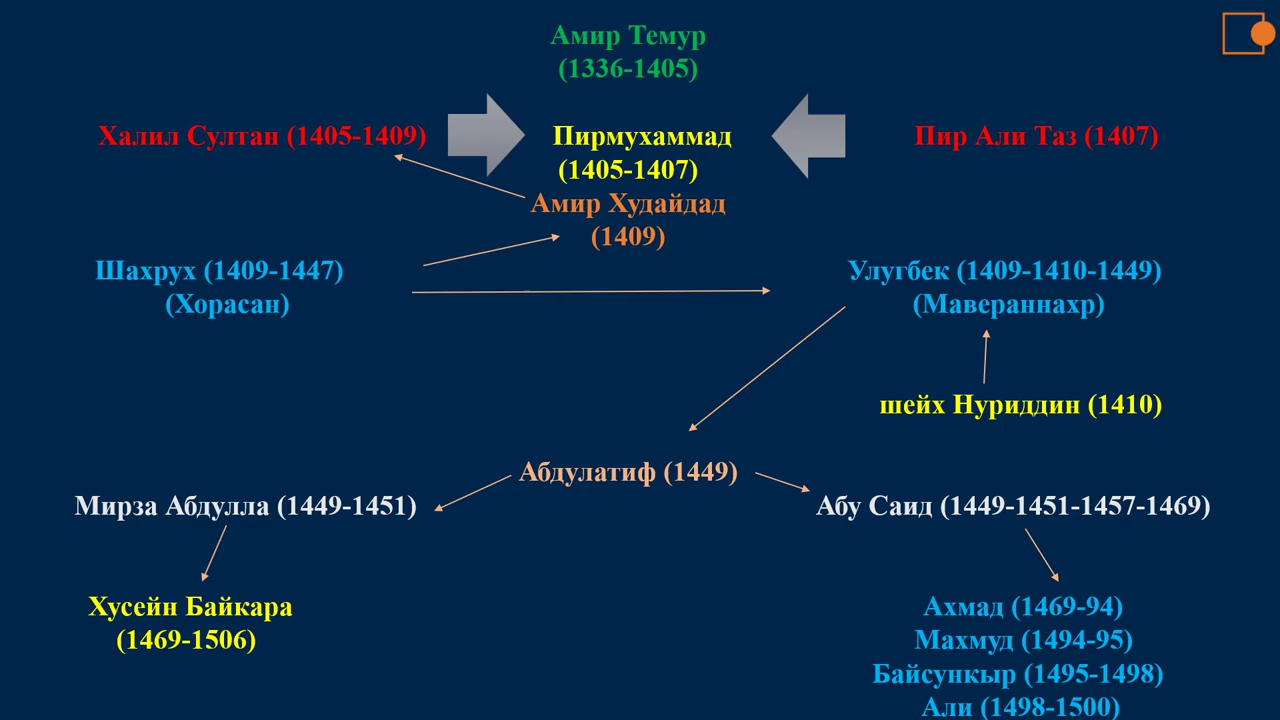 Амир Темур
(1336-1405)
Халил Султан (1405-1409)
Пирмухаммад
(1405-1407)
Пир Али Таз (1407)
Амир Худайдад
(1409)
Шахрух (1409-1447)
(Хорасан)
Улугбек (1409-1410-1449)
(Мавераннахр)
шейх Нуриддин (1410)
Абдулатиф (1449)
Мирза Абдулла (1449-1451)
Абу Саид (1449-1451-1457-1469)
Хусейн Байкара
(1469-1506)
Ахмад (1469-94)
Махмуд (1494-95)
Байсункыр (1495-1498)
Али (1498-1500)